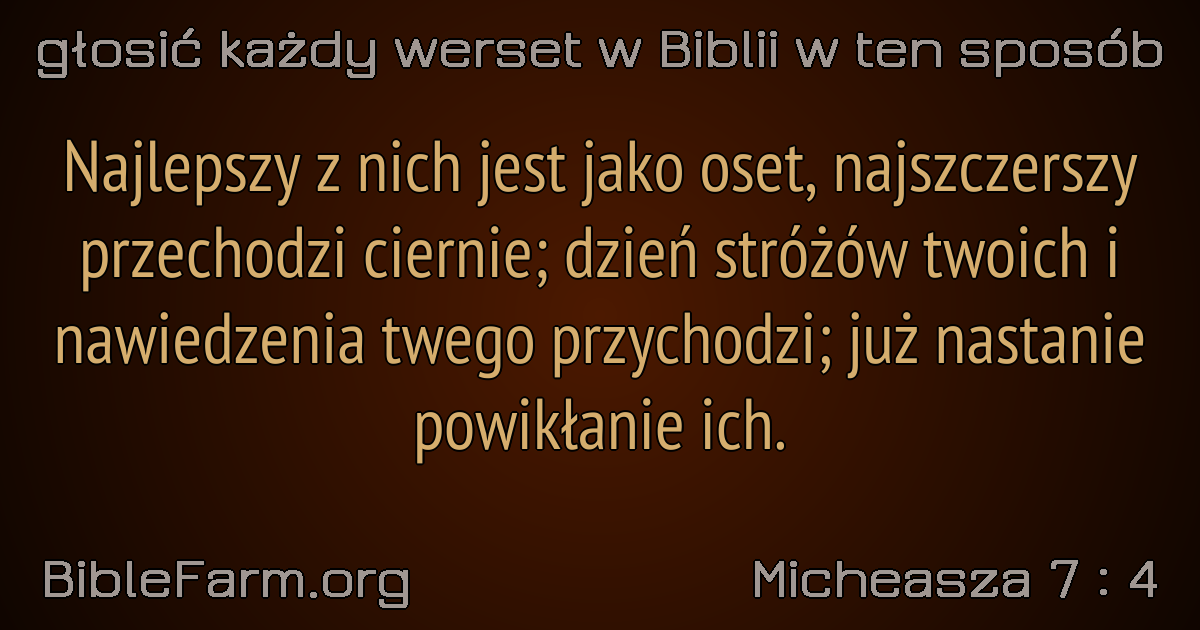 głosić każdy werset w Biblii w ten sposób
Najlepszy z nich jest jako oset, najszczerszy
przechodzi ciernie; dzień stróżów twoich i
nawiedzenia twego przychodzi; już nastanie
powikłanie ich.
BibleFarm.org
Micheasza 7 : 4